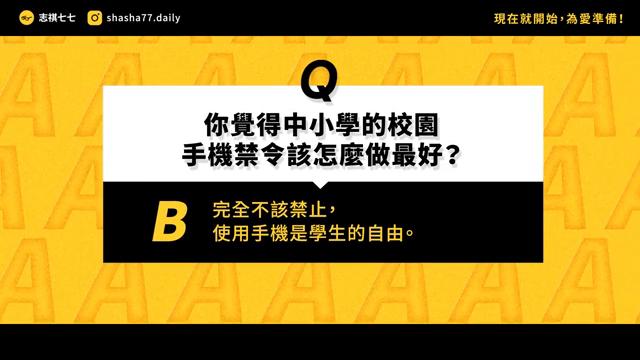 志祺七七
shasha77.daily
現在就開始，為愛準備！
Q
你覺得中小學的校園
手機禁令該怎麼做最好？
B
完全不該禁止，
使用手機是學生的自由。